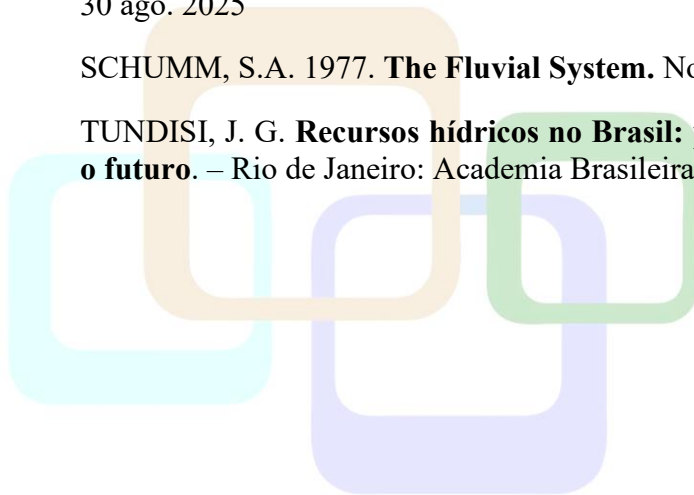 30 ago. 2025
SCHUMM, S.A. 1977. The Fluvial System.
TUNDISI, J. G. Recursos hídricos no Brasil:
o futuro. – Rio de Janeiro: Academia Brasileira